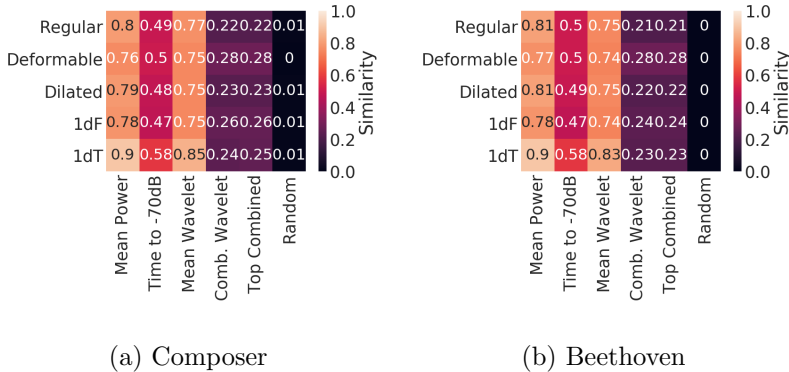 Regular 0.8 0.49 0.77 0.22 0.22 0.01
Deformable 0.76 0.5 0.75 0.28 0.28 0
Dilated 0.79 0.48 0.75 0.23 0.23 0.01
1dF 0.78 0.47 0.75 0.26 0.26 0.01
1dT 0.9 0.58 0.85 0.24 0.25 0.01
Mean Power
Time to -70dB
Mean Wavelet
Comb. Wavelet
Top Combined
Random
1.0
0.8
0.6
0.4
0.2
0.0
Similarity
(a) Composer
Regular 0.81 0.5 0.75 0.21 0.21 0
Deformable 0.77 0.5 0.74 0.28 0.28 0
Dilated 0.81 0.49 0.75 0.22 0.22 0
1dF 0.78 0.47 0.74 0.24 0.24 0
1dT 0.9 0.58 0.83 0.23 0.23 0
Mean Power
Time to -70dB
Mean Wavelet
Comb. Wavelet
Top Combined
Random
1.0
0.8
0.6
0.4
0.2
0.0
Similarity
(b) Beethoven